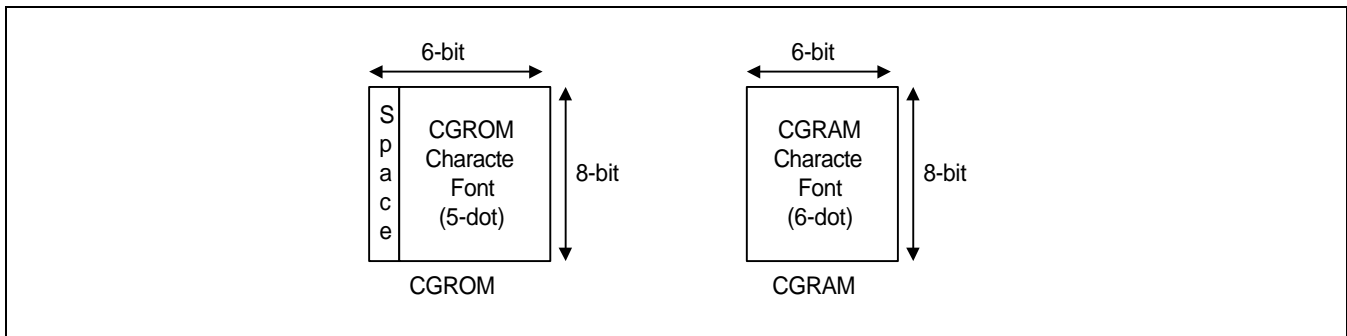 6-bit
Space
CGROM
Characte
Font
(5-dot)
8-bit
CGROM
6-bit
CGRAM
Characte
Font
(6-dot)
8-bit
CGRAM